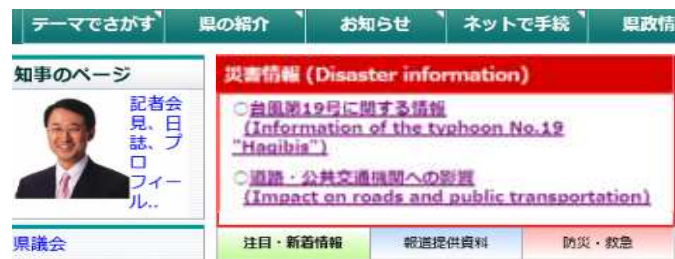 テーマでさがす
県の紹介
お知らせ
ネットで手続
県政情
知事のページ
記者会
見、日
誌、プ
ロ
フィー
ル..
県議会
災害情報 (Disaster information)
○台風第19号に関する情報
(Information of the typhoon No.19
"Hagibis")
○道路・公共交通機関への影響
(Impact on roads and public transportation)
注目・新着情報
報道提供資料
防災・救急